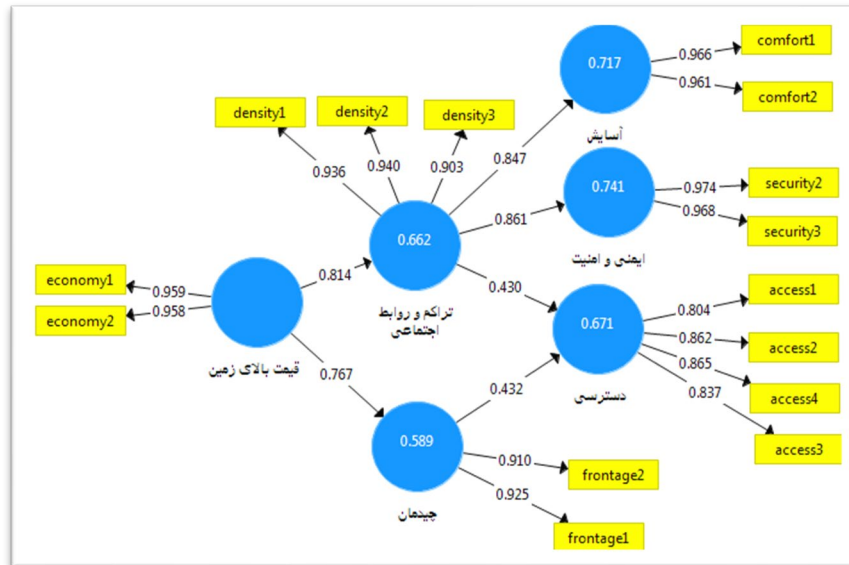 comfort1
0.966
0.717
0.961
comfort2
آسایش
density1
density2
density3
0.936
0.940
0.903
0.847
0.741
0.974
security2
0.968
security3
ایمنی و امنیت
0.861
0.662
0.814
0.430
تراکم و روابط
اجتماعی
economy1
0.959
economy2
0.958
قیمت بالای زمین
0.767
0.671
0.804
access1
0.862
access2
0.865
access4
0.837
access3
دسترسی
0.432
0.589
0.910
frontage2
0.925
frontage1
چیدمان